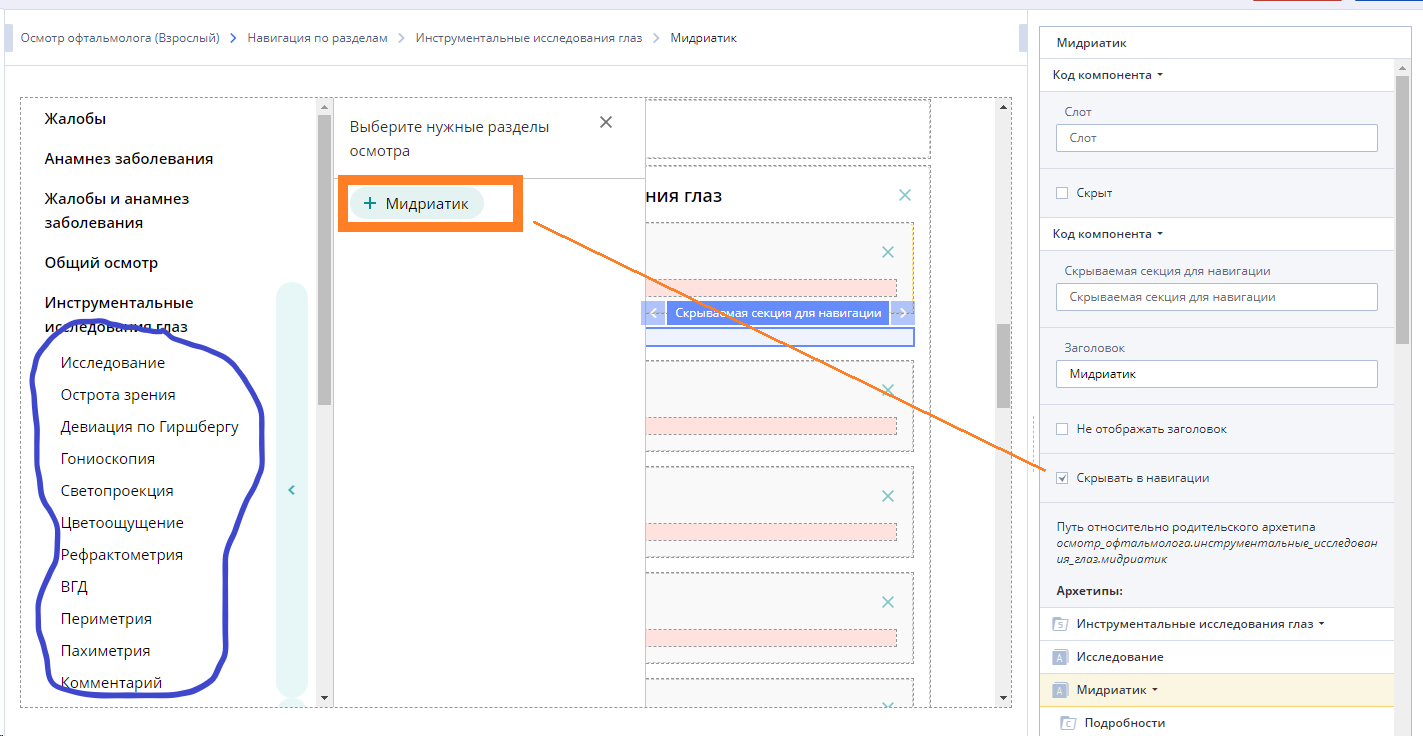 Осмотр офтальмолога (Взрослый) > Навигация по разделам > Инструментальные исследования глаз > Мидриатик
Жалобы
Анамнез заболевания
Жалобы и анамнез
заболевания
Общий осмотр
Инструментальные
исследования глаз
Исследование
Острота зрения
Девиация по Гиршбергу
Гониоскопия
Светопроекция
Цветоощущение
Рефрактометрия
ВГД
Периметрия
Пахиметрия
Комментарий
Выберите нужные разделы
осмотра
+ Мидриатик
ния глаз
Скрываемая секция для навигации
Мидриатик
Код компонента
Слот
Слот
Скрыт
Код компонента
Скрываемая секция для навигации
Скрываемая секция для навигации
Заголовок
Мидриатик
Не отображать заголовок
Скрывать в навигации
Путь относительно родительского архетипа
осмотр_офтальмолога.инструментальные_исследован
ия_глаз.мидриатик
Архетипы:
S Инструментальные исследования глаз
A Исследование
A Мидриатик
C Подробности